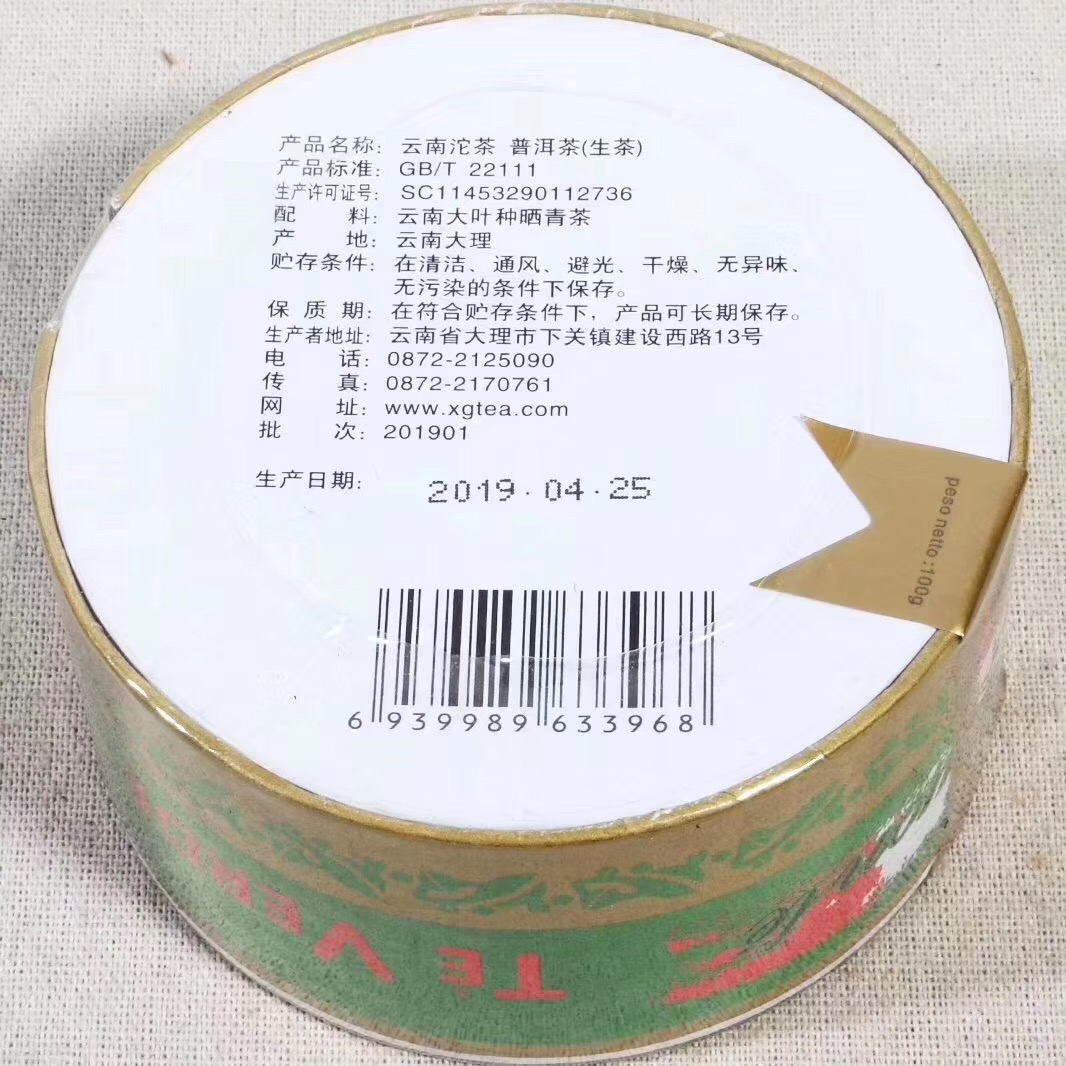 产品名称：云南沱茶 普洱茶(生茶)
产品标准：GB/T 22111
生产许可证号：SC11453290112736
配 料：云南大叶种晒青茶
产 地：云南大理
贮存条件：在清洁、通风、避光、干燥、无异味、
无污染的条件下保存。
保 质 期：在符合贮存条件下，产品可长期保存。
生产者地址：云南省大理市下关镇建设西路13号
电 话：0872-2125090
传 真：0872-2170761
网 址：www.xgtea.com
批 次：201901
生产日期：2019.04.25
peso netto:100g
6 939989 633968
TÉ